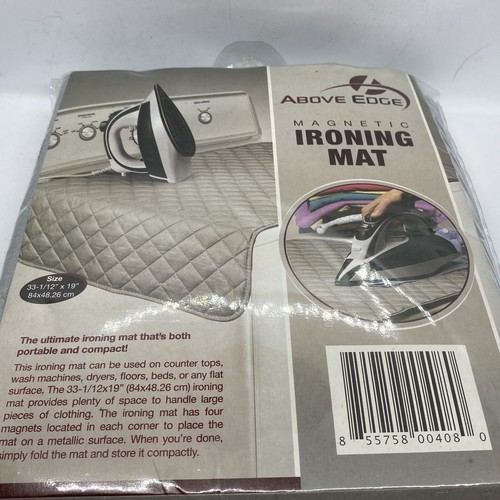 ABOVE EDGE
MAGNETIC
IRONING
MAT
Size
33-1/12" x 19"
84x48.26 cm
The ultimate ironing mat that's both
portable and compact!
This ironing mat can be used on counter tops,
wash machines, dryers, floors, beds, or any flat
surface. The 33-1/12x19" (84x48.26 cm) ironing
mat provides plenty of space to handle large
pieces of clothing. The ironing mat has four
magnets located in each corner to place the
mat on a metallic surface. When you're done,
simply fold the mat and store it compactly.
8 55758 00408 0